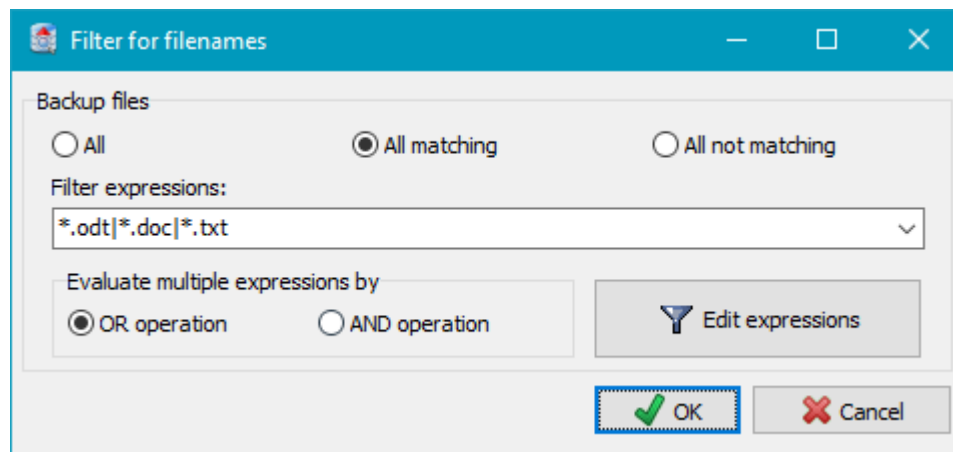 Filter for filenames
Backup files
All All matching All not matching
Filter expressions:
*.odt|*.doc|*.txt
Evaluate multiple expressions by
OR operation AND operation Edit expressions
OK Cancel